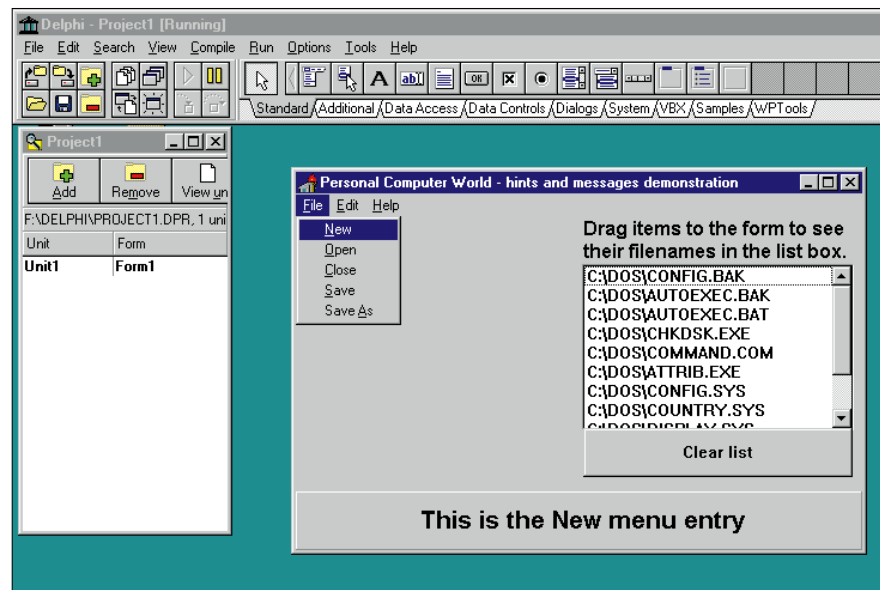 Delphi - Project1 [Running]
File Edit Search View Compile Run Options Tools Help
A ab OK
Standard Additional Data Access Data Controls Dialogs System VBX Samples WPTools
Project1
Add Remove View un
F:\DELPHI\PROJECT1.DPR, 1 uni
Unit Form
Unit1 Form1
Personal Computer World - hints and messages demonstration
File Edit Help
New
Open
Close
Save
Save As
Drag items to the form to see
their filenames in the list box.
C:\DOS\CONFIG.BAK
C:\DOS\AUTOEXEC.BAK
C:\DOS\AUTOEXEC.BAT
C:\DOS\CHKDSK.EXE
C:\DOS\COMMAND.COM
C:\DOS\ATTRIB.EXE
C:\DOS\CONFIG.SYS
C:\DOS\COUNTRY.SYS
C:\DOS\DISPLAY.SYS
Clear list
This is the New menu entry